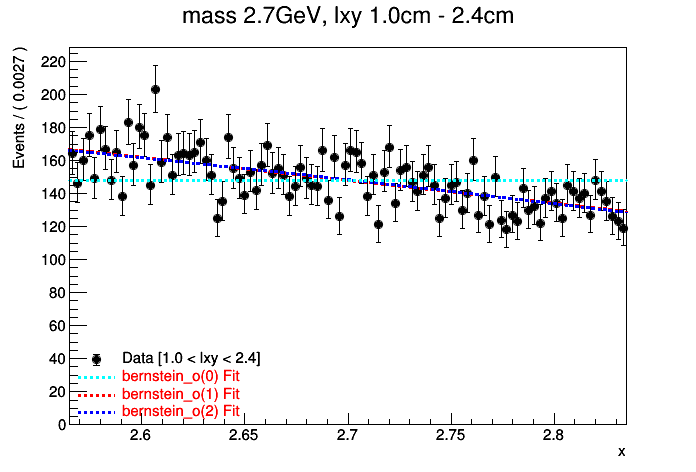 mass 2.7GeV, lxy 1.0cm - 2.4cm
Events / ( 0.0027 )
220
200
180
160
140
120
100
80
60
40
20
0
Data [1.0 < lxy < 2.4]
bernstein_o(0) Fit
bernstein_o(1) Fit
bernstein_o(2) Fit
2.6 2.65 2.7 2.75 2.8
x